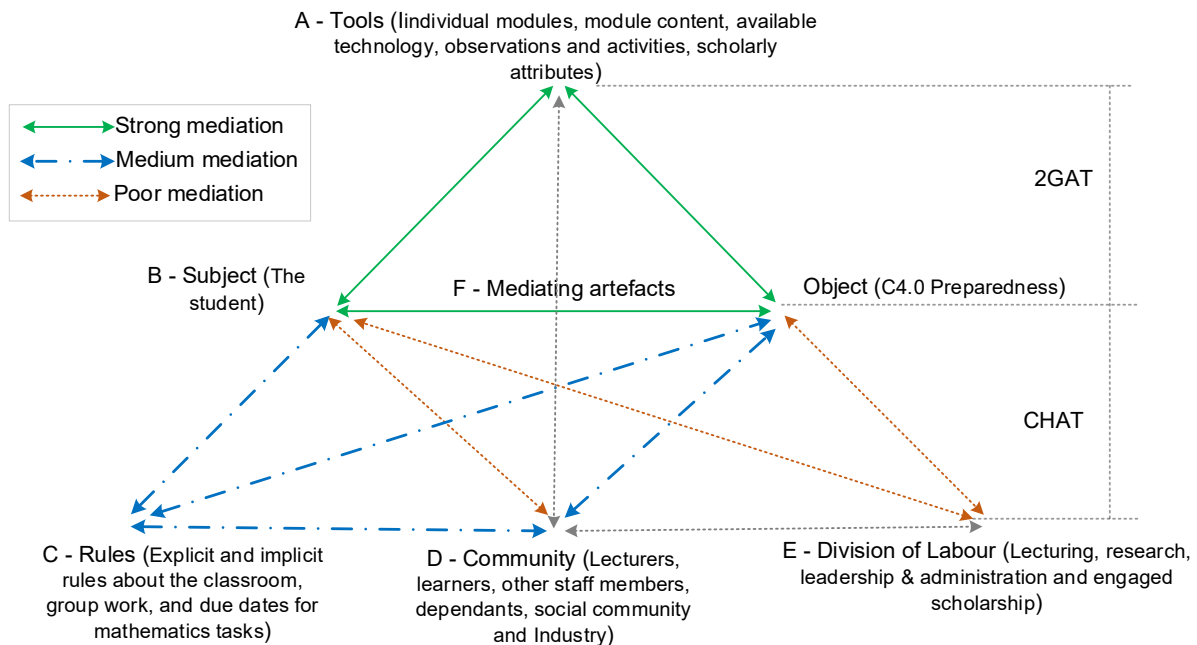 A - Tools (Iindividual modules, module content, available
technology, observations and activities, scholarly
attributes)
Strong mediation
Medium mediation
Poor mediation
2GAT
B - Subject (The
student)
F - Mediating artefacts
Object (C4.0 Preparedness)
CHAT
C - Rules (Explicit and implicit
rules about the classroom,
group work, and due dates for
mathematics tasks)
D - Community (Lecturers,
learners, other staff members,
dependants, social community
and Industry)
E - Division of Labour (Lecturing, research,
leadership & administration and engaged
scholarship)